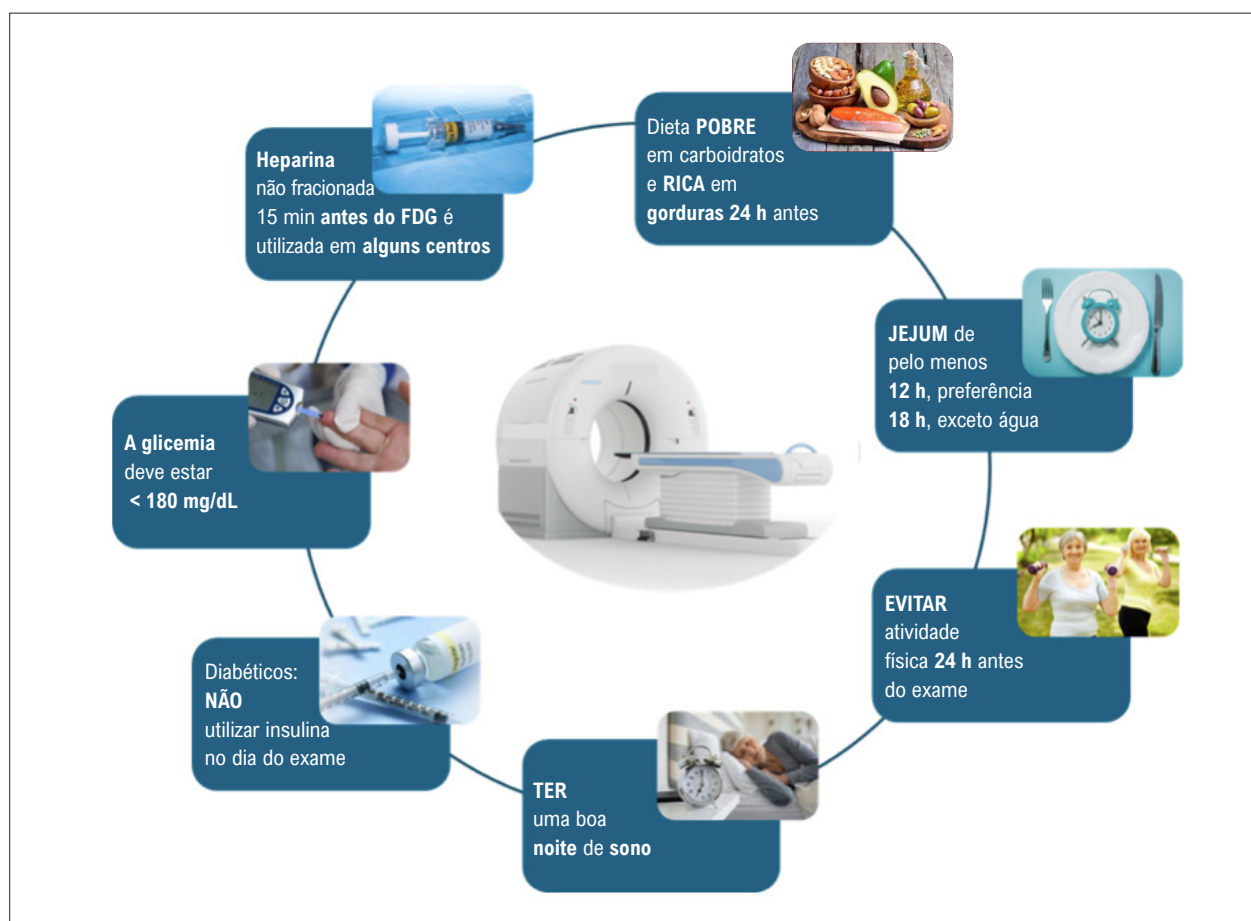 Dieta POBRE
em carboidratos
e RICA em
gorduras 24 h antes
JEJUM de
pelo menos
12 h, preferência
18 h, exceto água
EVITAR
atividade
física 24 h antes
do exame
TER
uma boa
noite de sono
Diabéticos:
NÃO
utilizar insulina
no dia do exame
A glicemia
deve estar
< 180 mg/dL
Heparina
não fracionada
15 min antes do FDG é
utilizada em alguns centros